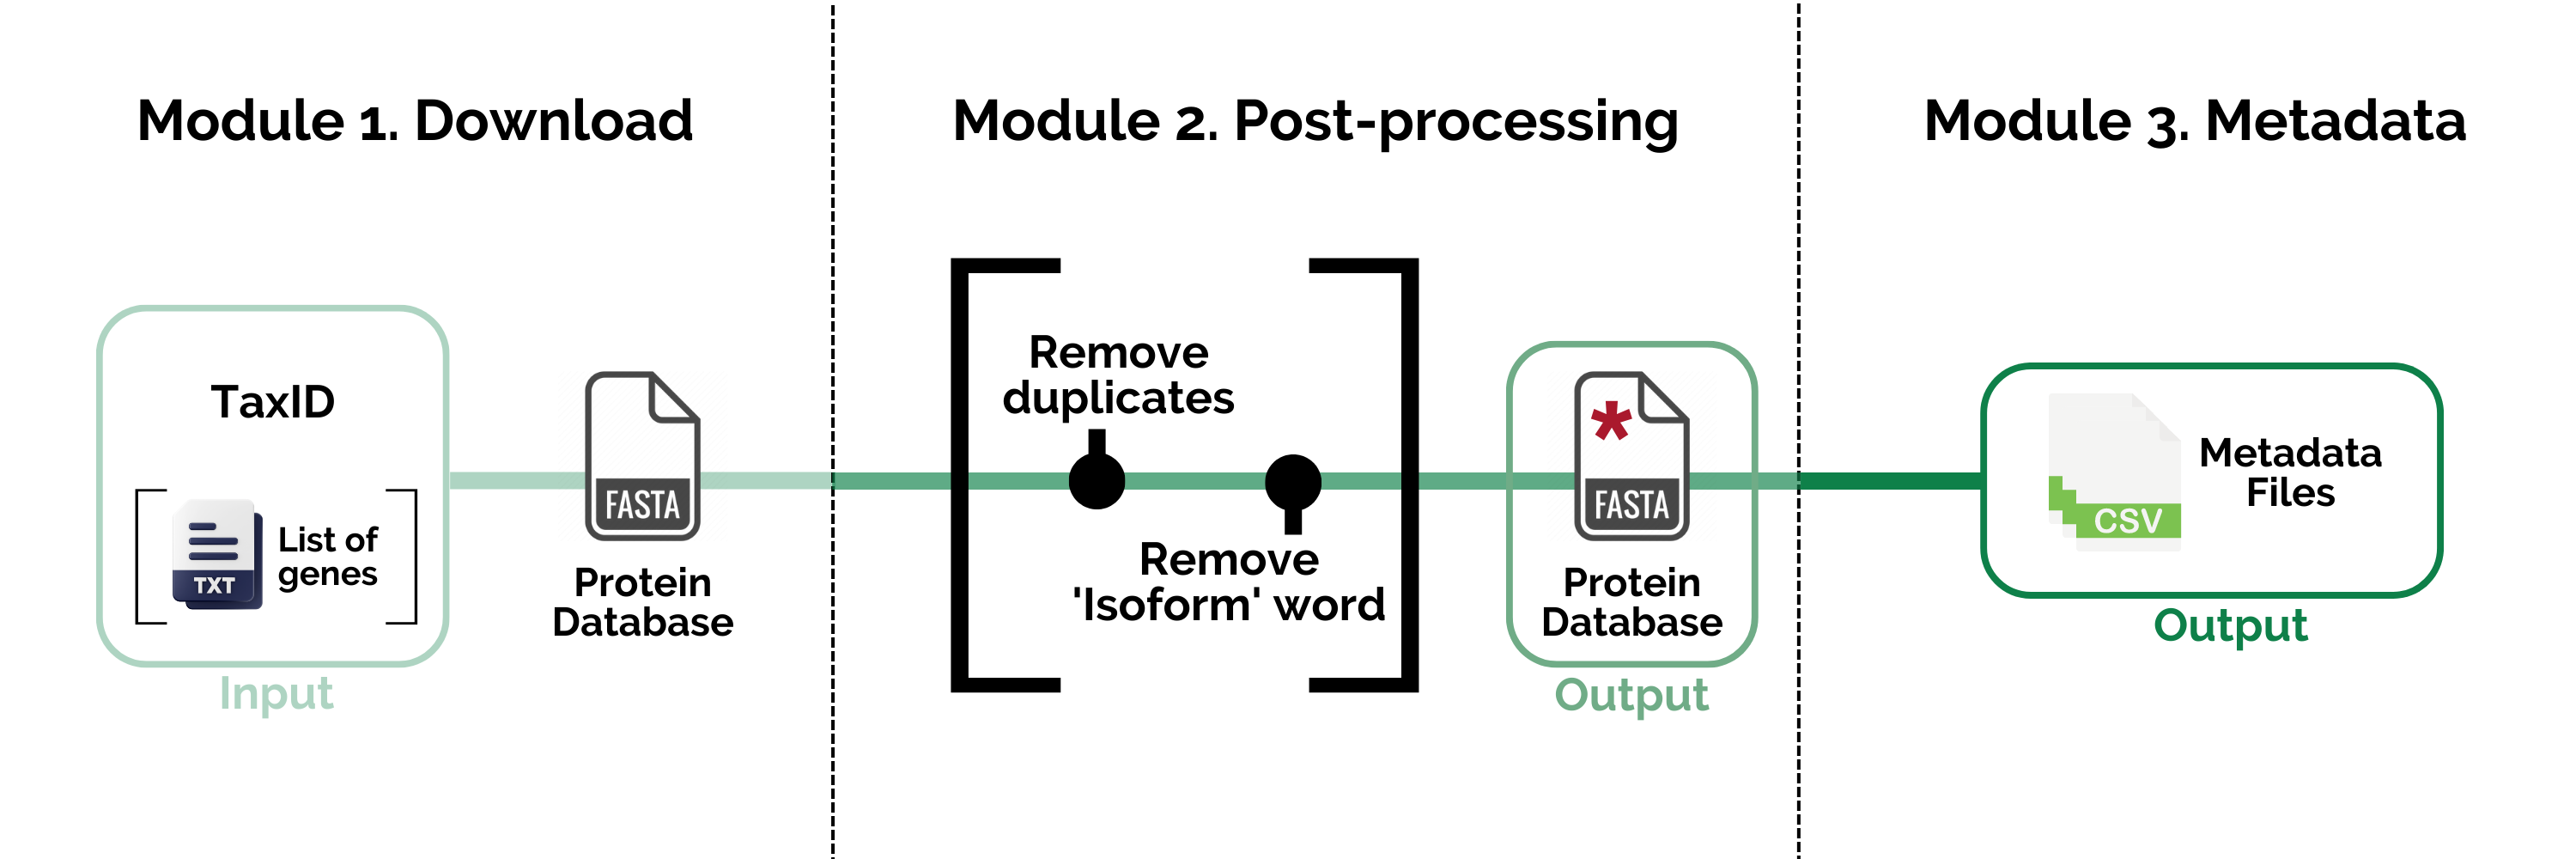 Module 1. Download
TaxID
TXT
List of
genes
Input
FASTA
Protein
Database
Module 2. Post-processing
Remove
duplicates
Remove
'Isoform' word
*
FASTA
Protein
Database
Output
Module 3. Metadata
CSV
Metadada
Files
Output